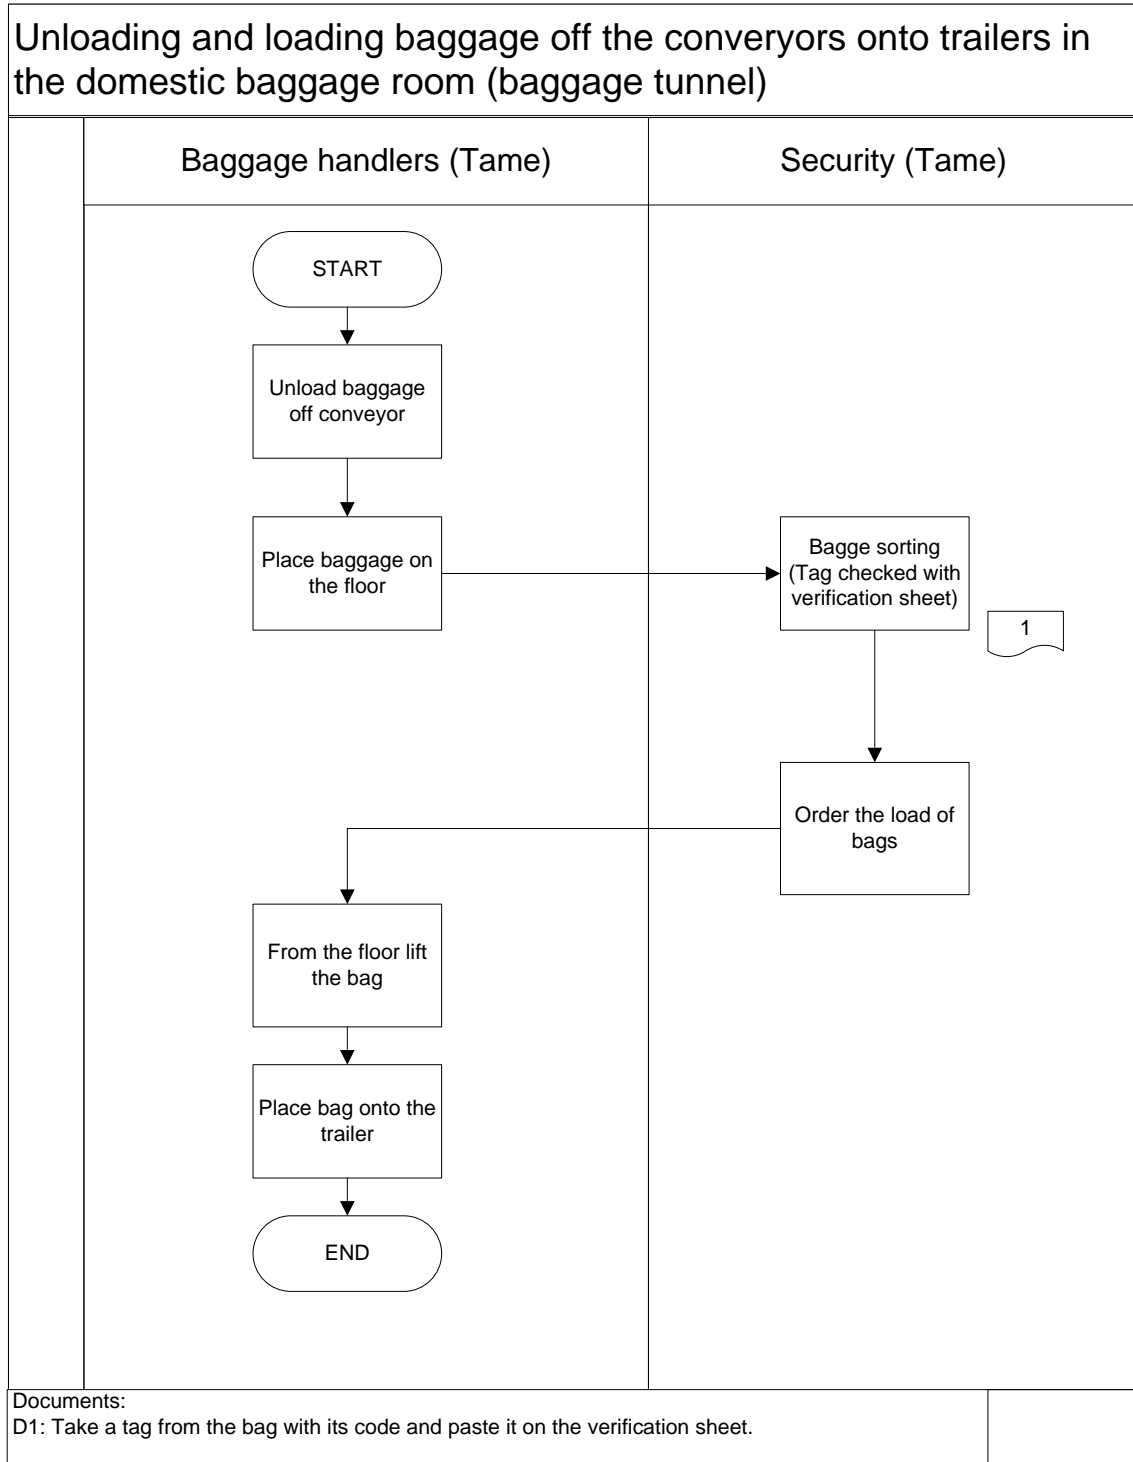 Unloading and loading baggage off the converyors onto trailers in
the domestic baggage room (baggage tunnel)
Baggage handlers (Tame)
Security (Tame)
START
Unload baggage
off conveyor
Place baggage on
the floor
Bagge sorting
(Tag checked with
verification sheet)
1
Order the load of
bags
From the floor lift
the bag
Place bag onto the
trailer
END
Documents:
D1: Take a tag from the bag with its code and paste it on the verification sheet.